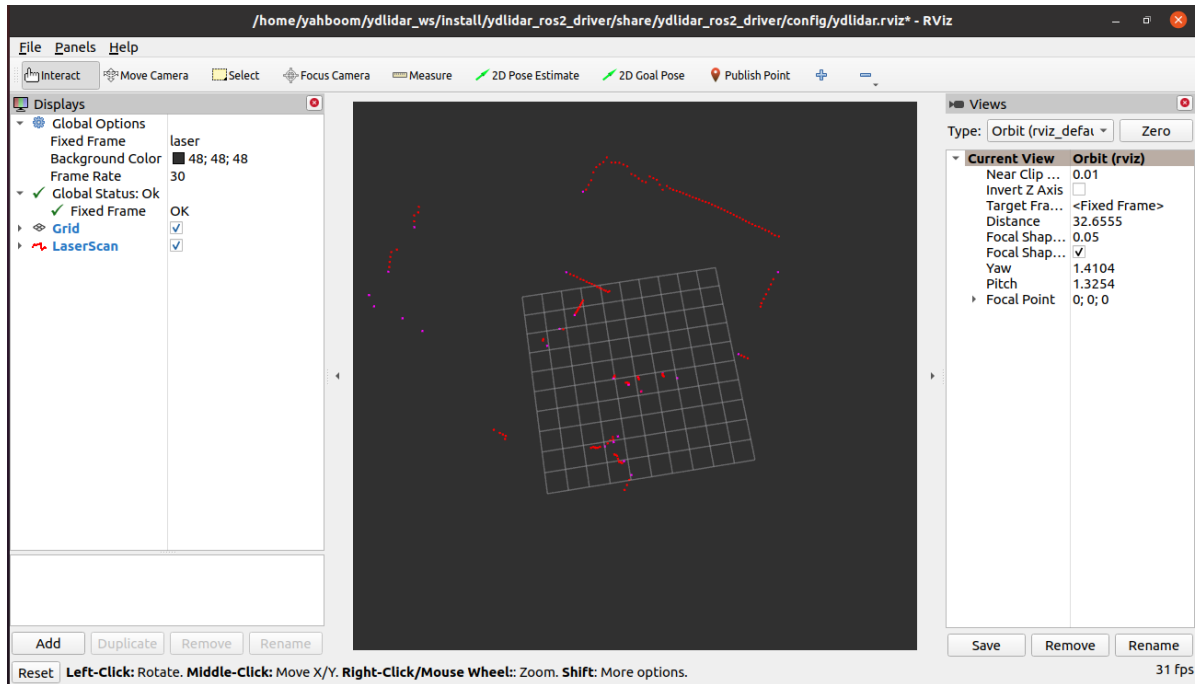 /home/yahboom/ydlidar_ws/install/ydlidar_ros2_driver/share/ydlidar_ros2_driver/config/ydlidar.rviz* - RViz
File Panels Help
Interact Move Camera Select Focus Camera Measure 2D Pose Estimate 2D Goal Pose Publish Point
Displays
Global Options
Fixed Frame laser
Background Color 48; 48; 48
Frame Rate 30
Global Status: Ok
Fixed Frame OK
Grid
LaserScan
Add Duplicate Remove Rename
Views
Type: Orbit (rviz_defau Zero
Current View Orbit (rviz)
Near Clip … 0.01
Invert Z Axis
Target Fra… <Fixed Frame>
Distance 32.6555
Focal Shap… 0.05
Focal Shap…
Yaw 1.4104
Pitch 1.3254
Focal Point 0; 0; 0
Save Remove Rename
Reset Left-Click: Rotate. Middle-Click: Move X/Y. Right-Click/Mouse Wheel:: Zoom. Shift: More options. 31 fps